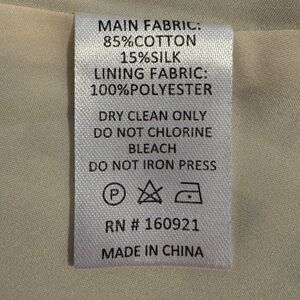 MAIN FABRIC:
85%COTTON
15%SILK
LINING FABRIC:
100%POLYESTER
DRY CLEAN ONLY
DO NOT CHLORINE
BLEACH
DO NOT IRON PRESS
P
RN # 160921
MADE IN CHINA